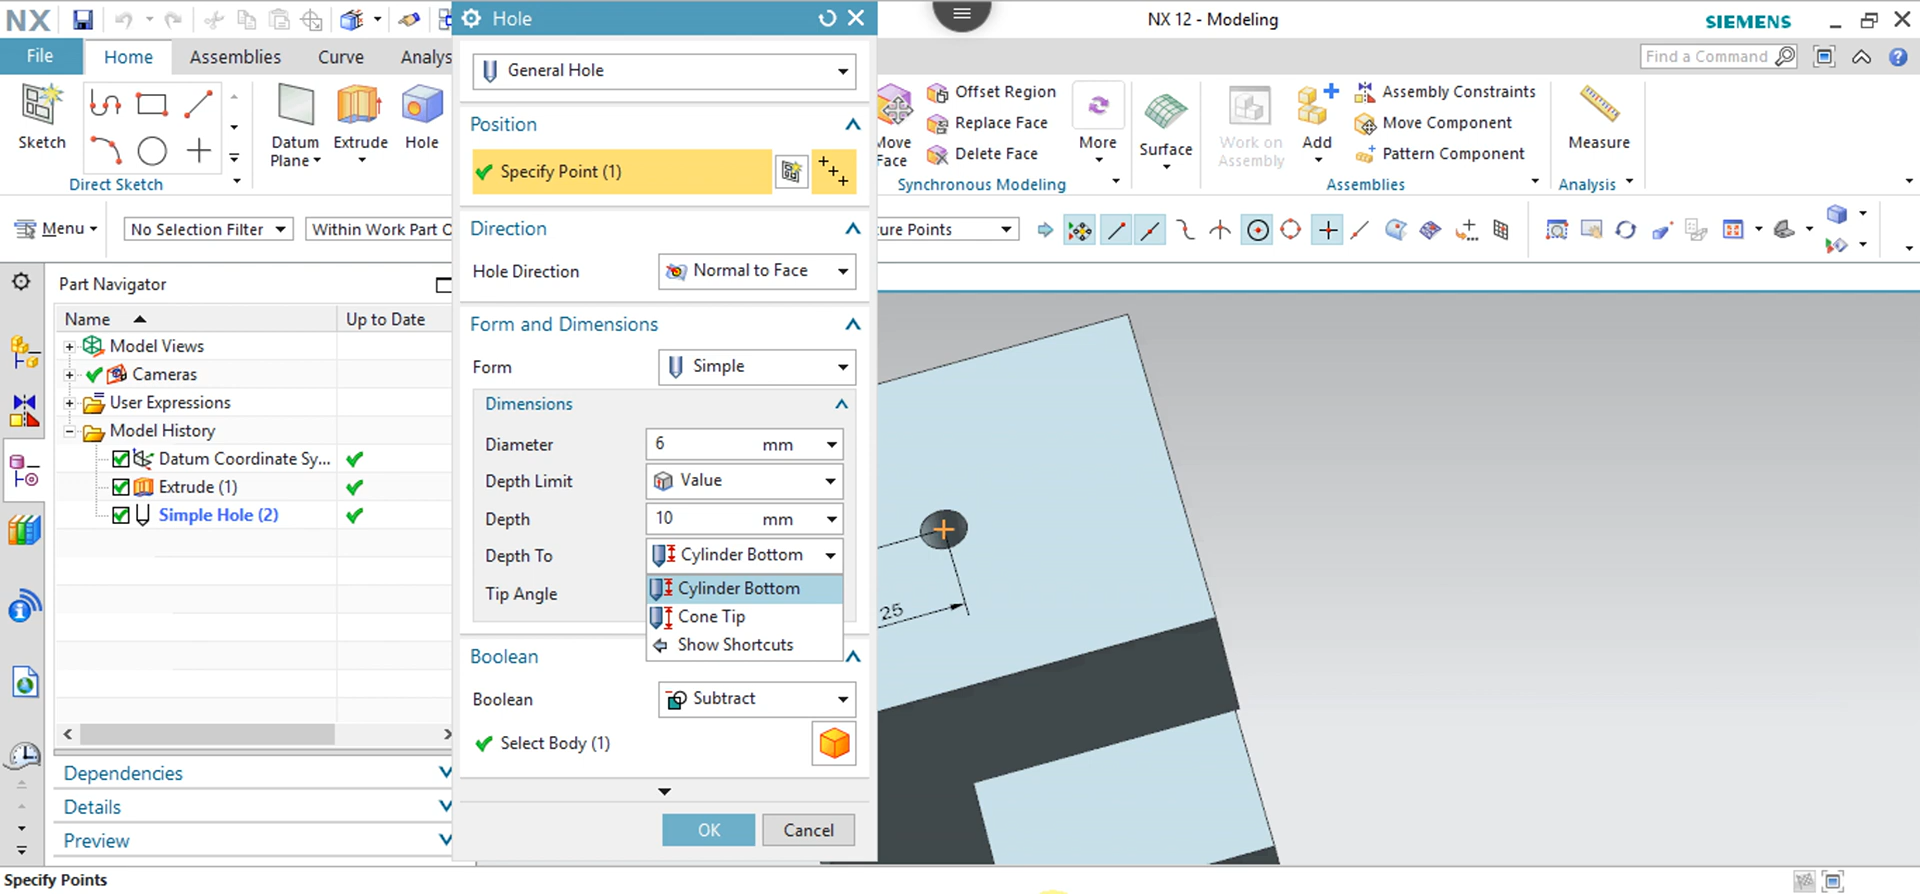 NX
Hole
NX 12 - Modeling
SIEMENS
File
Home
Assemblies
Curve
Analys
Find a Command
General Hole
Position
Specify Point (1)
Direction
Hole Direction
Normal to Face
Form and Dimensions
Form
Simple
Dimensions
Diameter
6 mm
Depth Limit
Value
Depth
10 mm
Depth To
Cylinder Bottom
Cylinder Bottom
Cone Tip
Show Shortcuts
Tip Angle
Boolean
Boolean
Subtract
Select Body (1)
OK
Cancel
Sketch
Direct Sketch
Datum
Plane
Extrude
Hole
Move
Face
Offset Region
Replace Face
Delete Face
More
Synchronous Modeling
Surface
Work on
Assembly
Add
Assembly Constraints
Move Component
Pattern Component
Assemblies
Measure
Analysis
Menu
No Selection Filter
Within Work Part O
ure Points
Part Navigator
Name
Up to Date
Model Views
Cameras
User Expressions
Model History
Datum Coordinate Sy...
Extrude (1)
Simple Hole (2)
Dependencies
Details
Preview
25
Specify Points